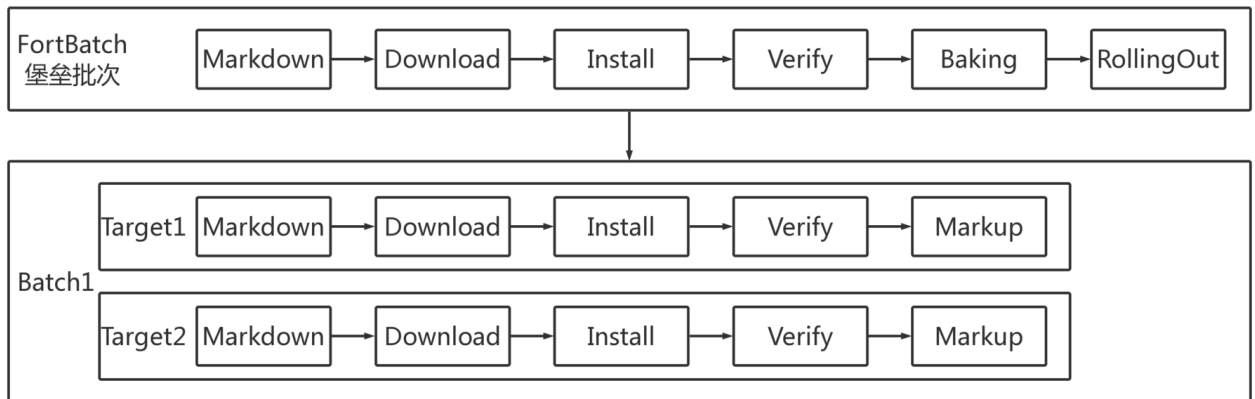 FortBatch
堡垒批次
Markdown
Download
Install
Verify
Baking
RollingOut
Batch1
Target1
Markdown
Download
Install
Verify
Markup
Target2
Markdown
Download
Install
Verify
Markup